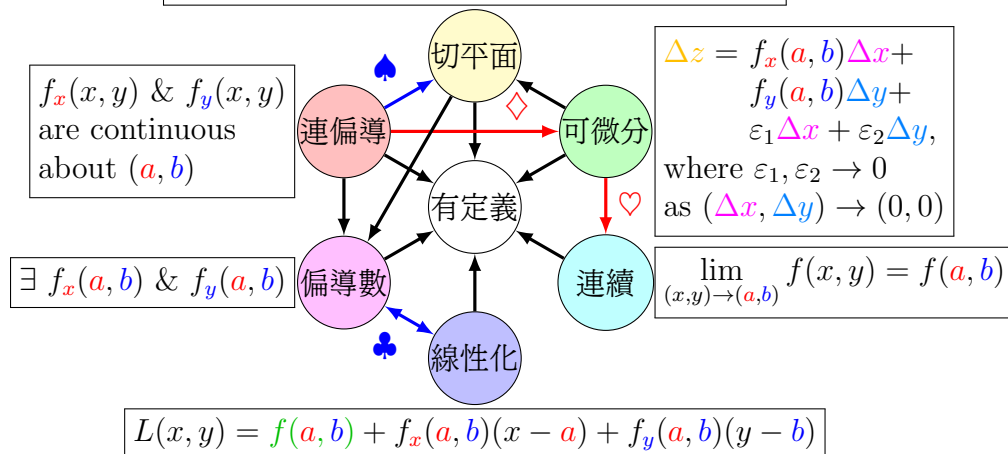 切平面
♠
f_x(x, y) & f_y(x, y)
are continuous
about (a, b)
連偏導
♢
可微分
Δz = f_x(a, b)Δx+
f_y(a, b)Δy+
ε₁Δx + ε₂Δy,
where ε₁, ε₂ → 0
as (Δx, Δy) → (0, 0)
有定義
♡
∃ f_x(a, b) & f_y(a, b)
偏導數
連續
lim_{(x,y)→(a,b)} f(x, y) = f(a, b)
♣
線性化
L(x, y) = f(a, b) + f_x(a, b)(x − a) + f_y(a, b)(y − b)